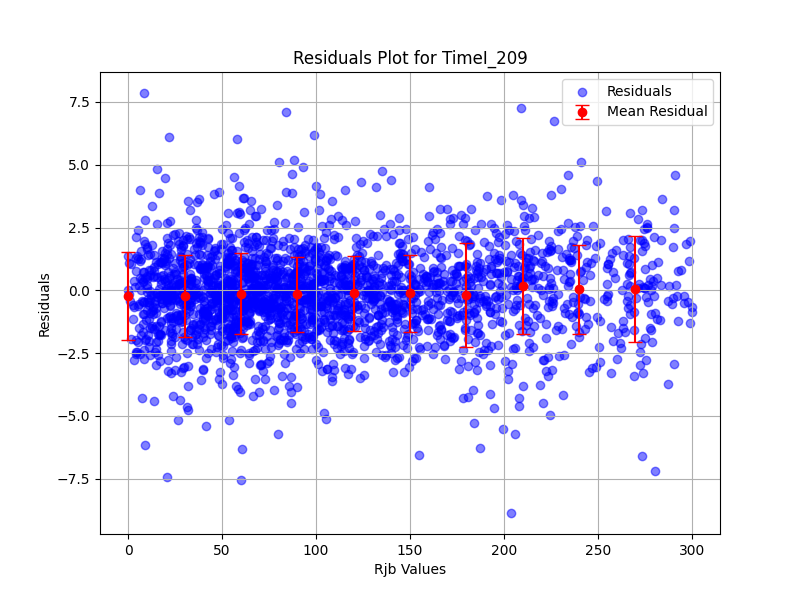 Residuals Plot for TimeI_209
Residuals
Mean Residual
7.5
5.0
2.5
0.0
−2.5
−5.0
−7.5
Residuals
0 50 100 150 200 250 300
Rjb Values